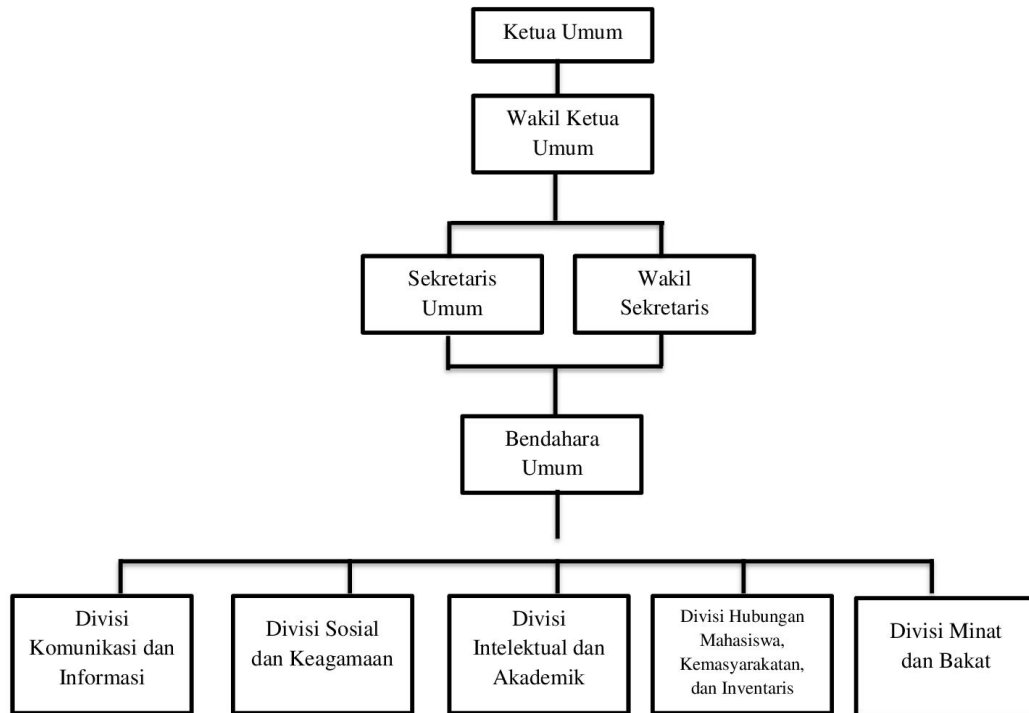 Ketua Umum
Wakil Ketua
Umum
Sekretaris
Umum
Wakil
Sekretaris
Bendahara
Umum
Divisi
Komunikasi dan
Informasi
Divisi Sosial
dan Keagamaan
Divisi
Intelektual dan
Akademik
Divisi Hubungan
Mahasiswa,
Kemasyarakatan,
dan Inventaris
Divisi Minat
dan Bakat